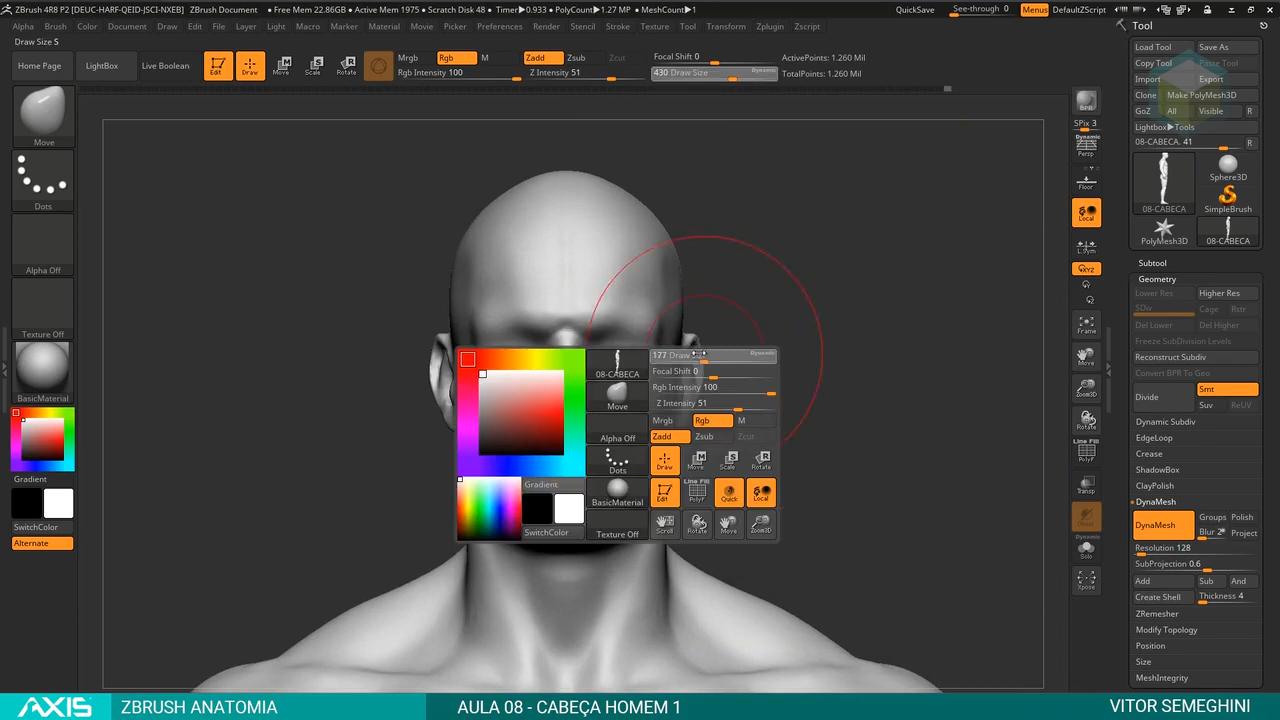 ZBrush 4R8 P2 [DEUC-HARF-QEID-JSCI-NXEB] ZBrush Document • Free Mem 22.86GB • Active Mem 1975 • Scratch Disk 48 • Timer▶0.933 • PolyCount▶1.27 MP • MeshCount▶1
QuickSave See-through 0 Menus DefaultZScript
Alpha Brush Color Document Draw Edit File Layer Light Macro Marker Material Movie Picker Preferences Render Stencil Stroke Texture Tool Transform Zplugin Zscript
Draw Size S
Home Page LightBox Live Boolean
Edit Draw Move Scale Rotate
Mrgb Rgb M
Rgb Intensity 100
Zadd Zsub Zcut
Z Intensity 51
Focal Shift 0
430 Draw Size Dynamic
ActivePoints: 1.260 Mil
TotalPoints: 1.260 Mil
Move
Dots
Alpha Off
Texture Off
BasicMaterial
Gradient
SwitchColor
Alternate
08-CABECA
Move
Alpha Off
Dots
BasicMaterial
Texture Off
Gradient
SwitchColor
177 Draw Dynamic
Focal Shift 0
Rgb Intensity 100
Z Intensity 51
Mrgb Rgb M
Zadd Zsub Zcut
Draw Move Scale Rotate
Line Fill
Edit PolyF Quick Local
Scroll Rotate Move Zoom3D
BPR
SPix 3
Dynamic
Persp
Floor
Local
L.Sym
XYZ
Frame
Move
Zoom3D
Rotate
Line Fill
PolyF
Transp
Dynamic
Solo
Xpose
Tool
Load Tool Save As
Copy Tool Paste Tool
Import Export
Clone Make PolyMesh3D
GoZ All Visible R
Lightbox▶Tools
08-CABECA. 41 R
08-CABECA Sphere3D
SimpleBrush
PolyMesh3D 08-CABECA
Subtool
Geometry
Lower Res Higher Res
SDiv Cage Rstr
Del Lower Del Higher
Freeze SubDivision Levels
Reconstruct Subdiv
Convert BPR To Geo
Divide Smt
Suv ReUV
Dynamic Subdiv
EdgeLoop
Crease
ShadowBox
ClayPolish
DynaMesh
DynaMesh Groups Polish
Blur 2 Project
Resolution 128
SubProjection 0.6
Add Sub And
Create Shell Thickness 4
ZRemesher
Modify Topology
Position
Size
MeshIntegrity
AXIS ZBRUSH ANATOMIA AULA 08 - CABEÇA HOMEM 1 VITOR SEMEGHINI